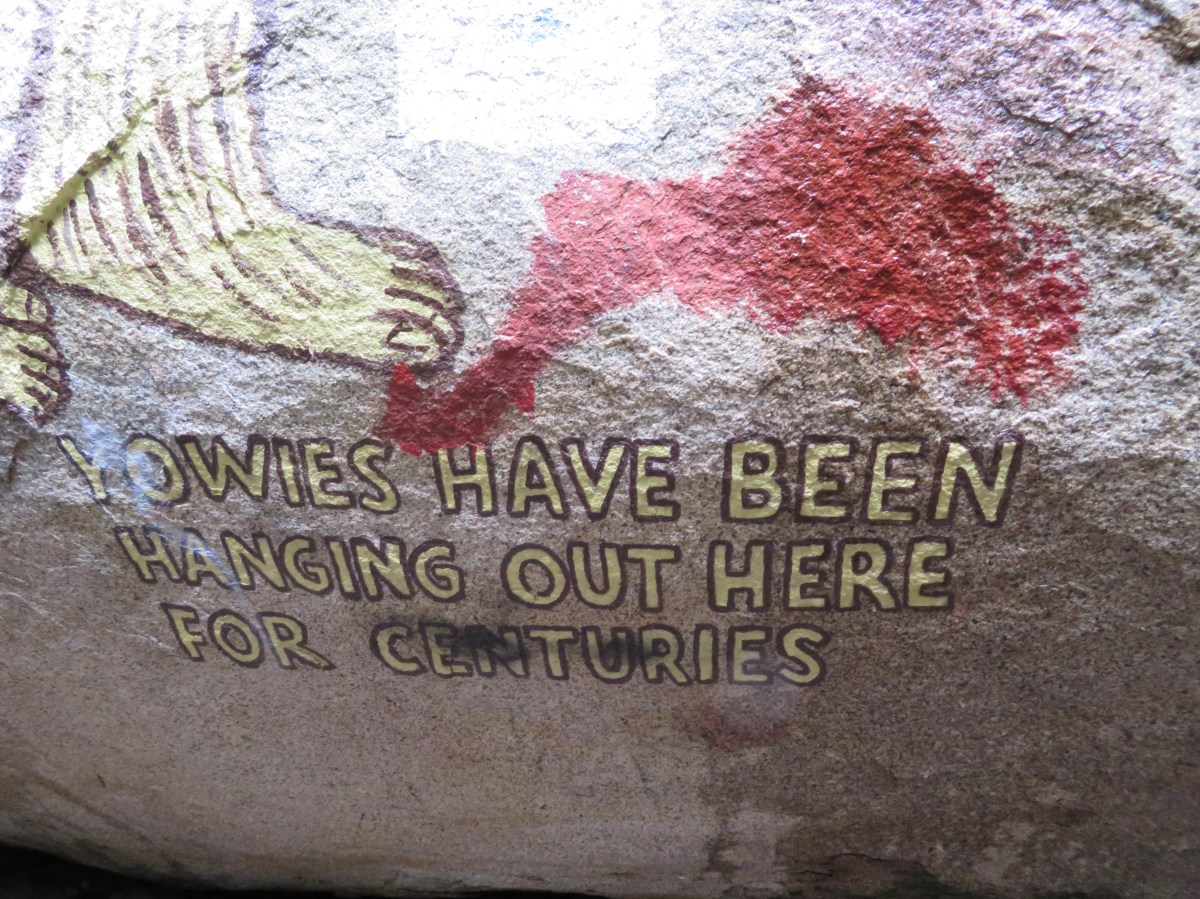 YOWIES HAVE BEEN
HANGING OUT HERE
FOR CENTURIES